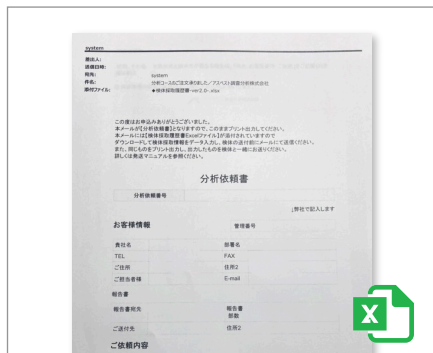 system
差出人:
送信日時:
宛先: system
件名: 分析コールのご注文承りました/アスベスト調査分析株式会社
添付ファイル: ◆検体採取履歴書-ver2.0-.xlsx
この度はお申込みありがとうございました。
本メールが【分析依頼書】となりますので、このままプリント出力してください。
本メールには【検体採取履歴書Excelファイル】が添付されていますので
ダウンロードして検体採取情報をデータ入力し、検体の送付前にメールにて返信ください。
また、同じものをプリント出力し、出力したものを検体と一緒にお送りください。
詳しくは発送マニュアルを参照ください。
分析依頼書
分析依頼番号
↓弊社で記入します
お客様情報 管理番号
貴社名 部署名
TEL FAX
ご住所 住所2
ご担当者様 E-mail
報告書
報告書宛先 報告書
部数
ご送付先 住所2
ご依頼内容
X